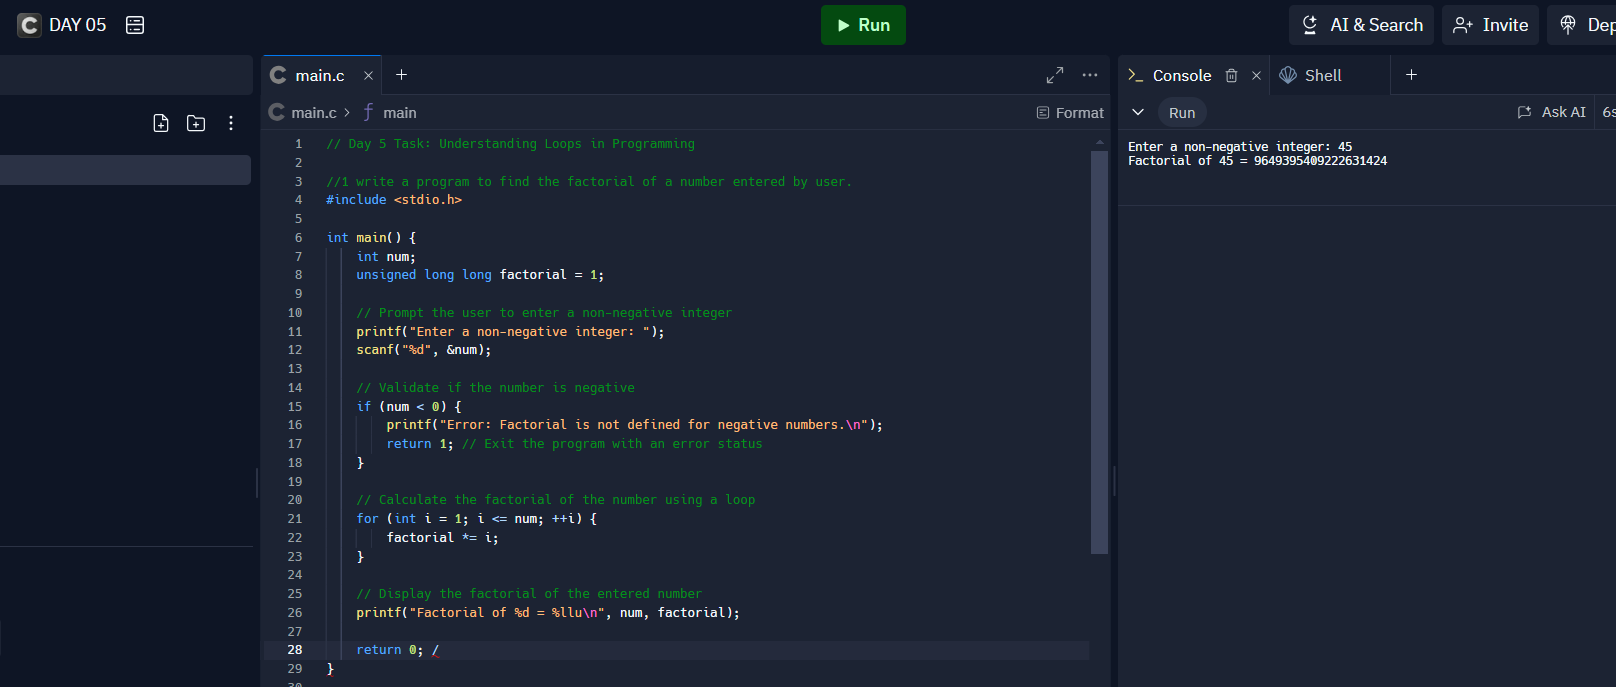 DAY 05
Run
AI & Search
Invite
Dep
main.c
Console
Shell
main.c > main
Format
Run
Ask AI
6s
1 // Day 5 Task: Understanding Loops in Programming
2
3 //1 write a program to find the factorial of a number entered by user.
4 #include <stdio.h>
5
6 int main() {
7 int num;
8 unsigned long long factorial = 1;
9
10 // Prompt the user to enter a non-negative integer
11 printf("Enter a non-negative integer: ");
12 scanf("%d", &num);
13
14 // Validate if the number is negative
15 if (num < 0) {
16 printf("Error: Factorial is not defined for negative numbers.\n");
17 return 1; // Exit the program with an error status
18 }
19
20 // Calculate the factorial of the number using a loop
21 for (int i = 1; i <= num; ++i) {
22 factorial *= i;
23 }
24
25 // Display the factorial of the entered number
26 printf("Factorial of %d = %llu\n", num, factorial);
27
28 return 0; /
29 }
30
Enter a non-negative integer: 45
Factorial of 45 = 9649395409222631424